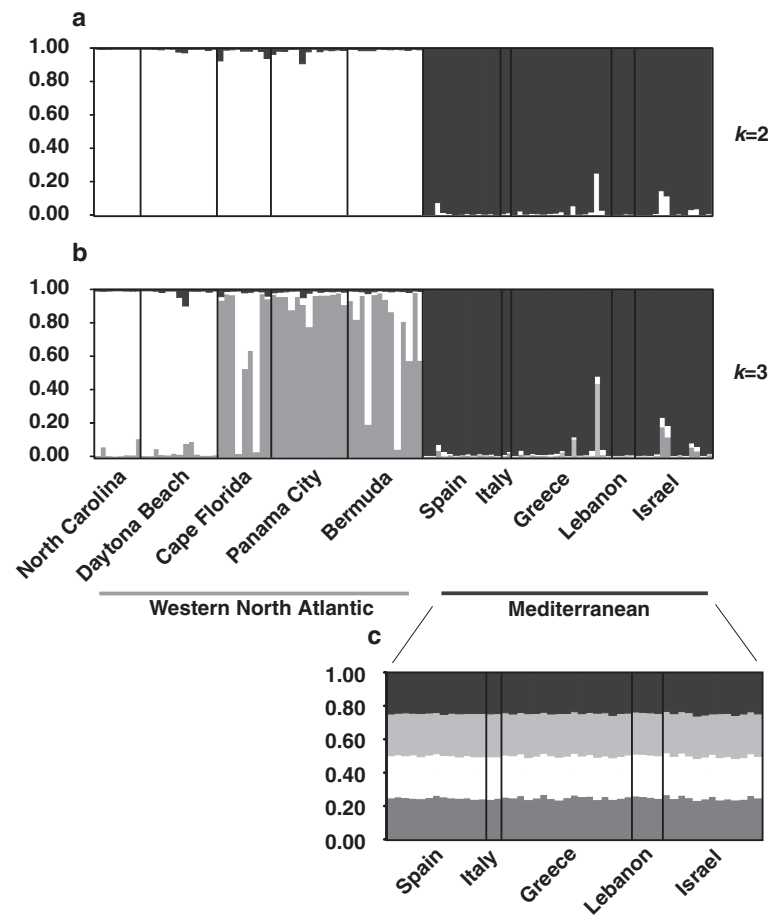 a
1.00
0.80
0.60
0.40
0.20
0.00
k=2
b
1.00
0.80
0.60
0.40
0.20
0.00
k=3
North Carolina
Daytona Beach
Cape Florida
Panama City
Bermuda
Spain
Italy
Greece
Lebanon
Israel
Western North Atlantic
Mediterranean
c
1.00
0.80
0.60
0.40
0.20
0.00
Spain
Italy
Greece
Lebanon
Israel